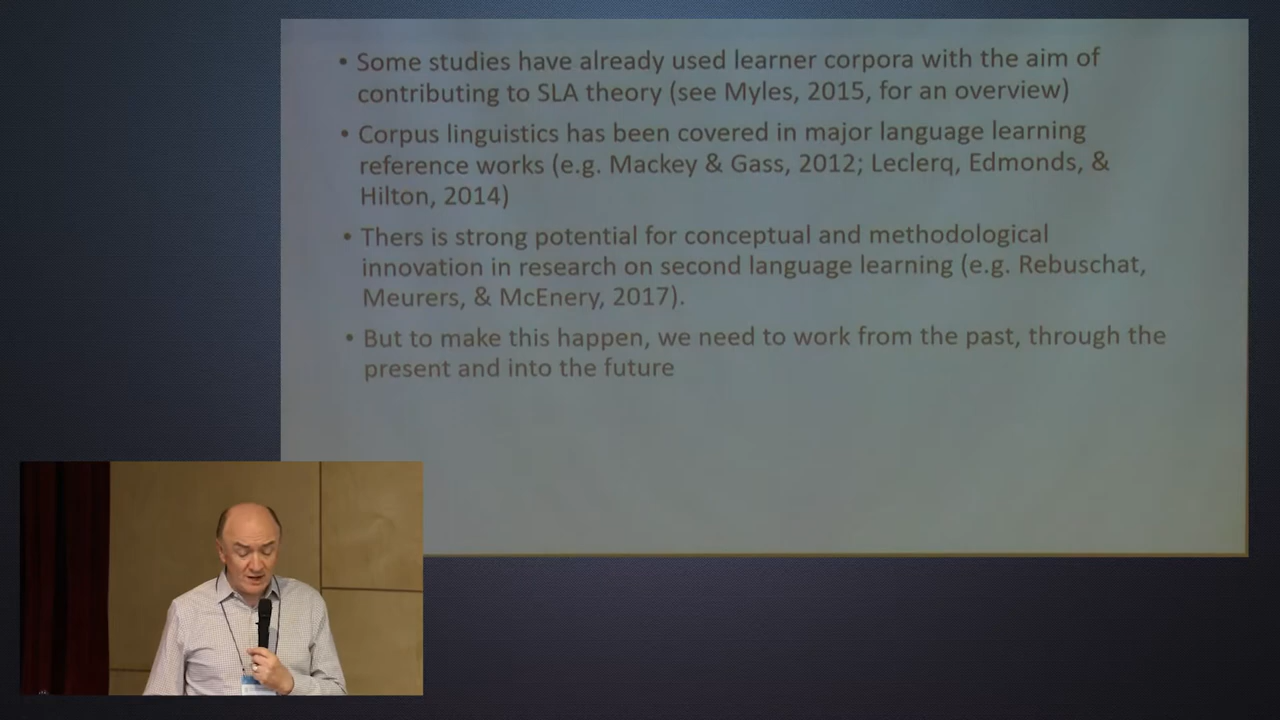 • Some studies have already used learner corpora with the aim of
contributing to SLA theory (see Myles, 2015, for an overview)
• Corpus linguistics has been covered in major language learning
reference works (e.g. Mackey & Gass, 2012; Leclerq, Edmonds, &
Hilton, 2014)
• Thers is strong potential for conceptual and methodological
innovation in research on second language learning (e.g. Rebuschat,
Meurers, & McEnery, 2017).
• But to make this happen, we need to work from the past, through the
present and into the future